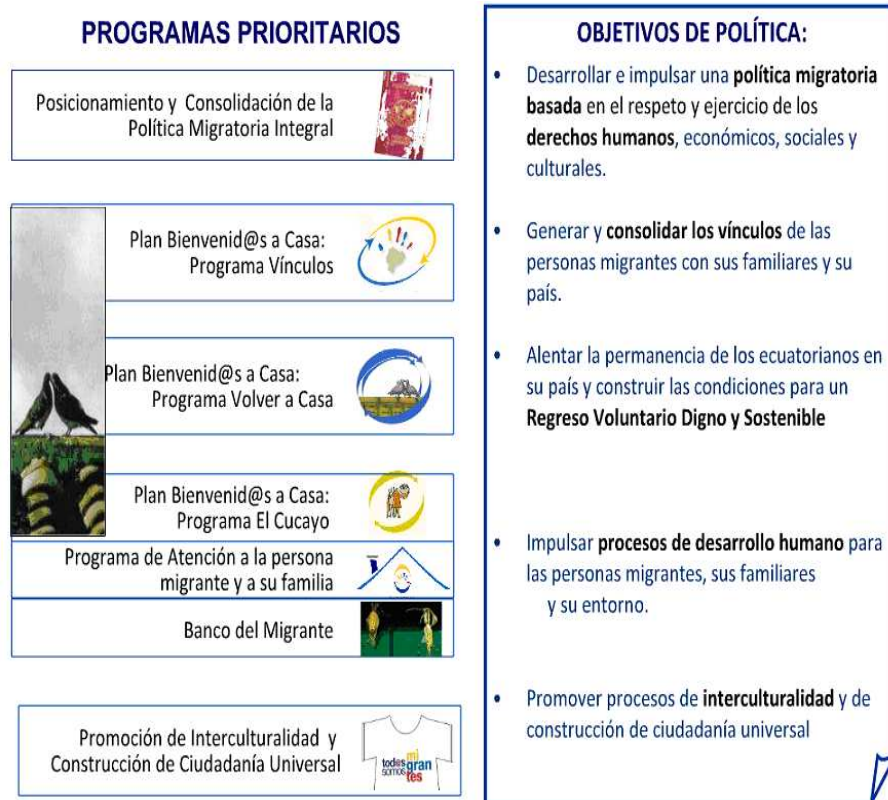 PROGRAMAS PRIORITARIOS
Posicionamiento y Consolidación de la
Política Migratoria Integral
Plan Bienvenid@s a Casa:
Programa Vínculos
Plan Bienvenid@s a Casa:
Programa Volver a Casa
Plan Bienvenid@s a Casa:
Programa El Cucayo
Programa de Atención a la persona
migrante y a su familia
Banco del Migrante
Promoción de Interculturalidad y
Construcción de Ciudadanía Universal
todos
somos
mi
gran
tes
OBJETIVOS DE POLÍTICA:
• Desarrollar e impulsar una política migratoria
basada en el respeto y ejercicio de los
derechos humanos, económicos, sociales y
culturales.
• Generar y consolidar los vínculos de las
personas migrantes con sus familiares y su
país.
• Alentar la permanencia de los ecuatorianos en
su país y construir las condiciones para un
Regreso Voluntario Digno y Sostenible
• Impulsar procesos de desarrollo humano para
las personas migrantes, sus familiares
y su entorno.
• Promover procesos de interculturalidad y de
construcción de ciudadanía universal